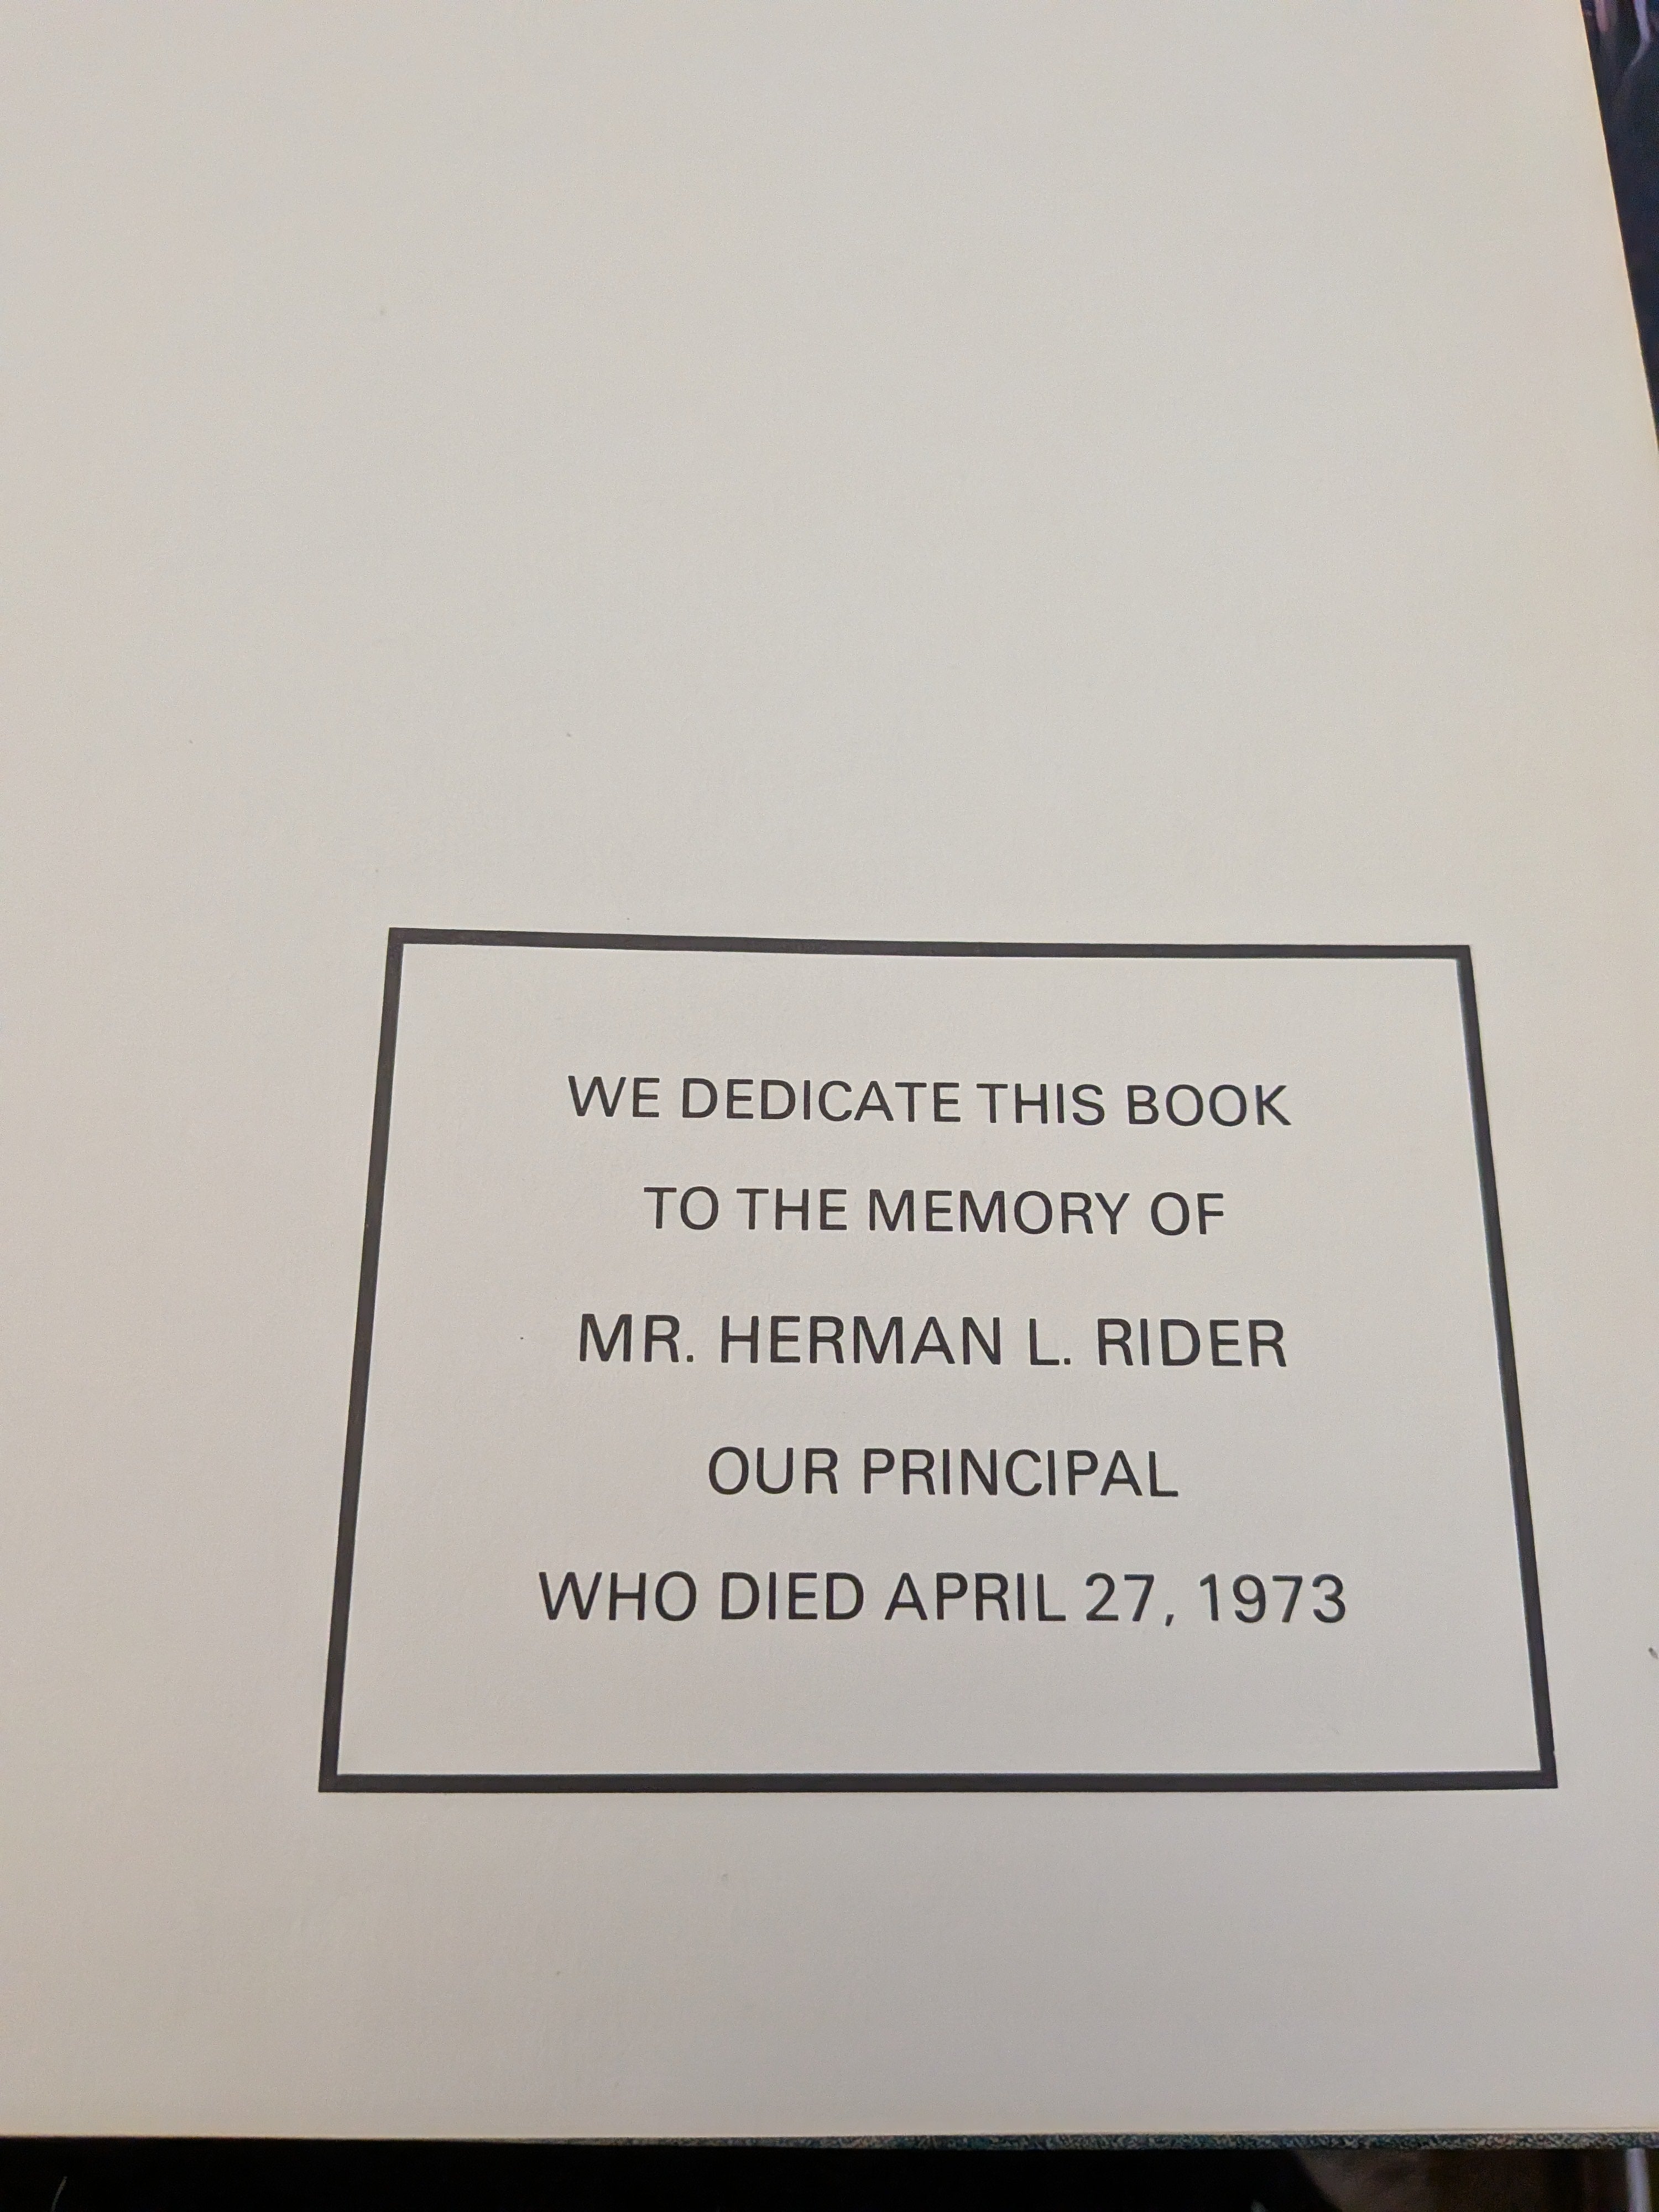 WE DEDICATE THIS BOOK
TO THE MEMORY OF
MR. HERMAN L. RIDER
OUR PRINCIPAL
WHO DIED APRIL 27, 1973